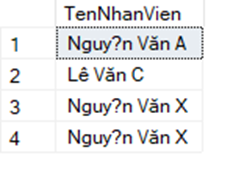 TenNhanVien
1 Nguy?n Văn A
2 Lê Văn C
3 Nguy?n Văn X
4 Nguy?n Văn X